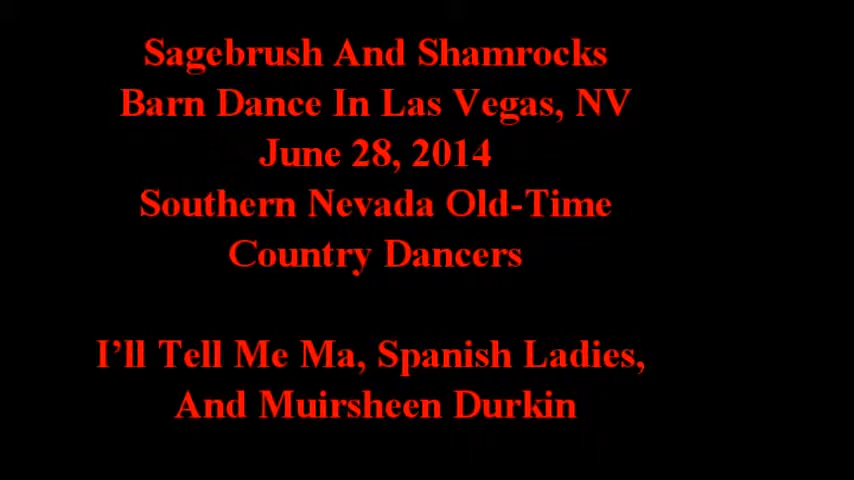 Sagebrush And Shamrocks
Barn Dance In Las Vegas, NV
June 28, 2014
Southern Nevada Old-Time
Country Dancers
I’ll Tell Me Ma, Spanish Ladies,
And Muirsheen Durkin